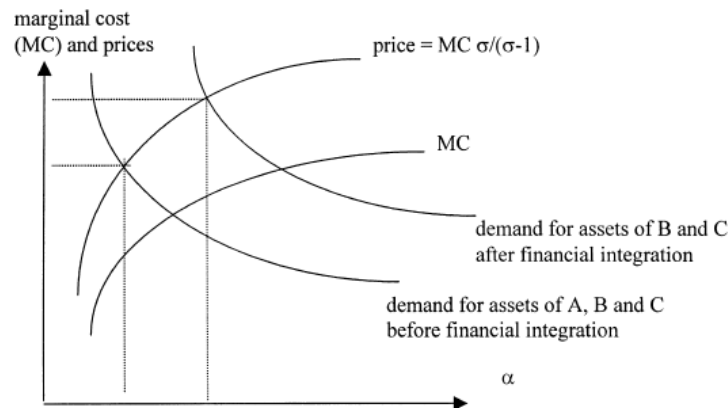 marginal cost
(MC) and prices
price = MC σ/(σ-1)
MC
demand for assets of B and C
after financial integration
demand for assets of A, B and C
before financial integration
α